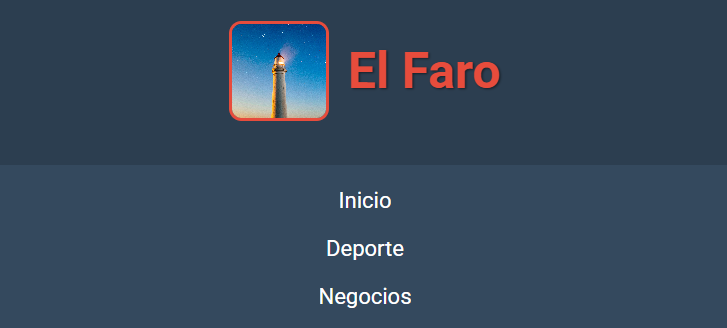 El Faro
Inicio
Deporte
Negocios